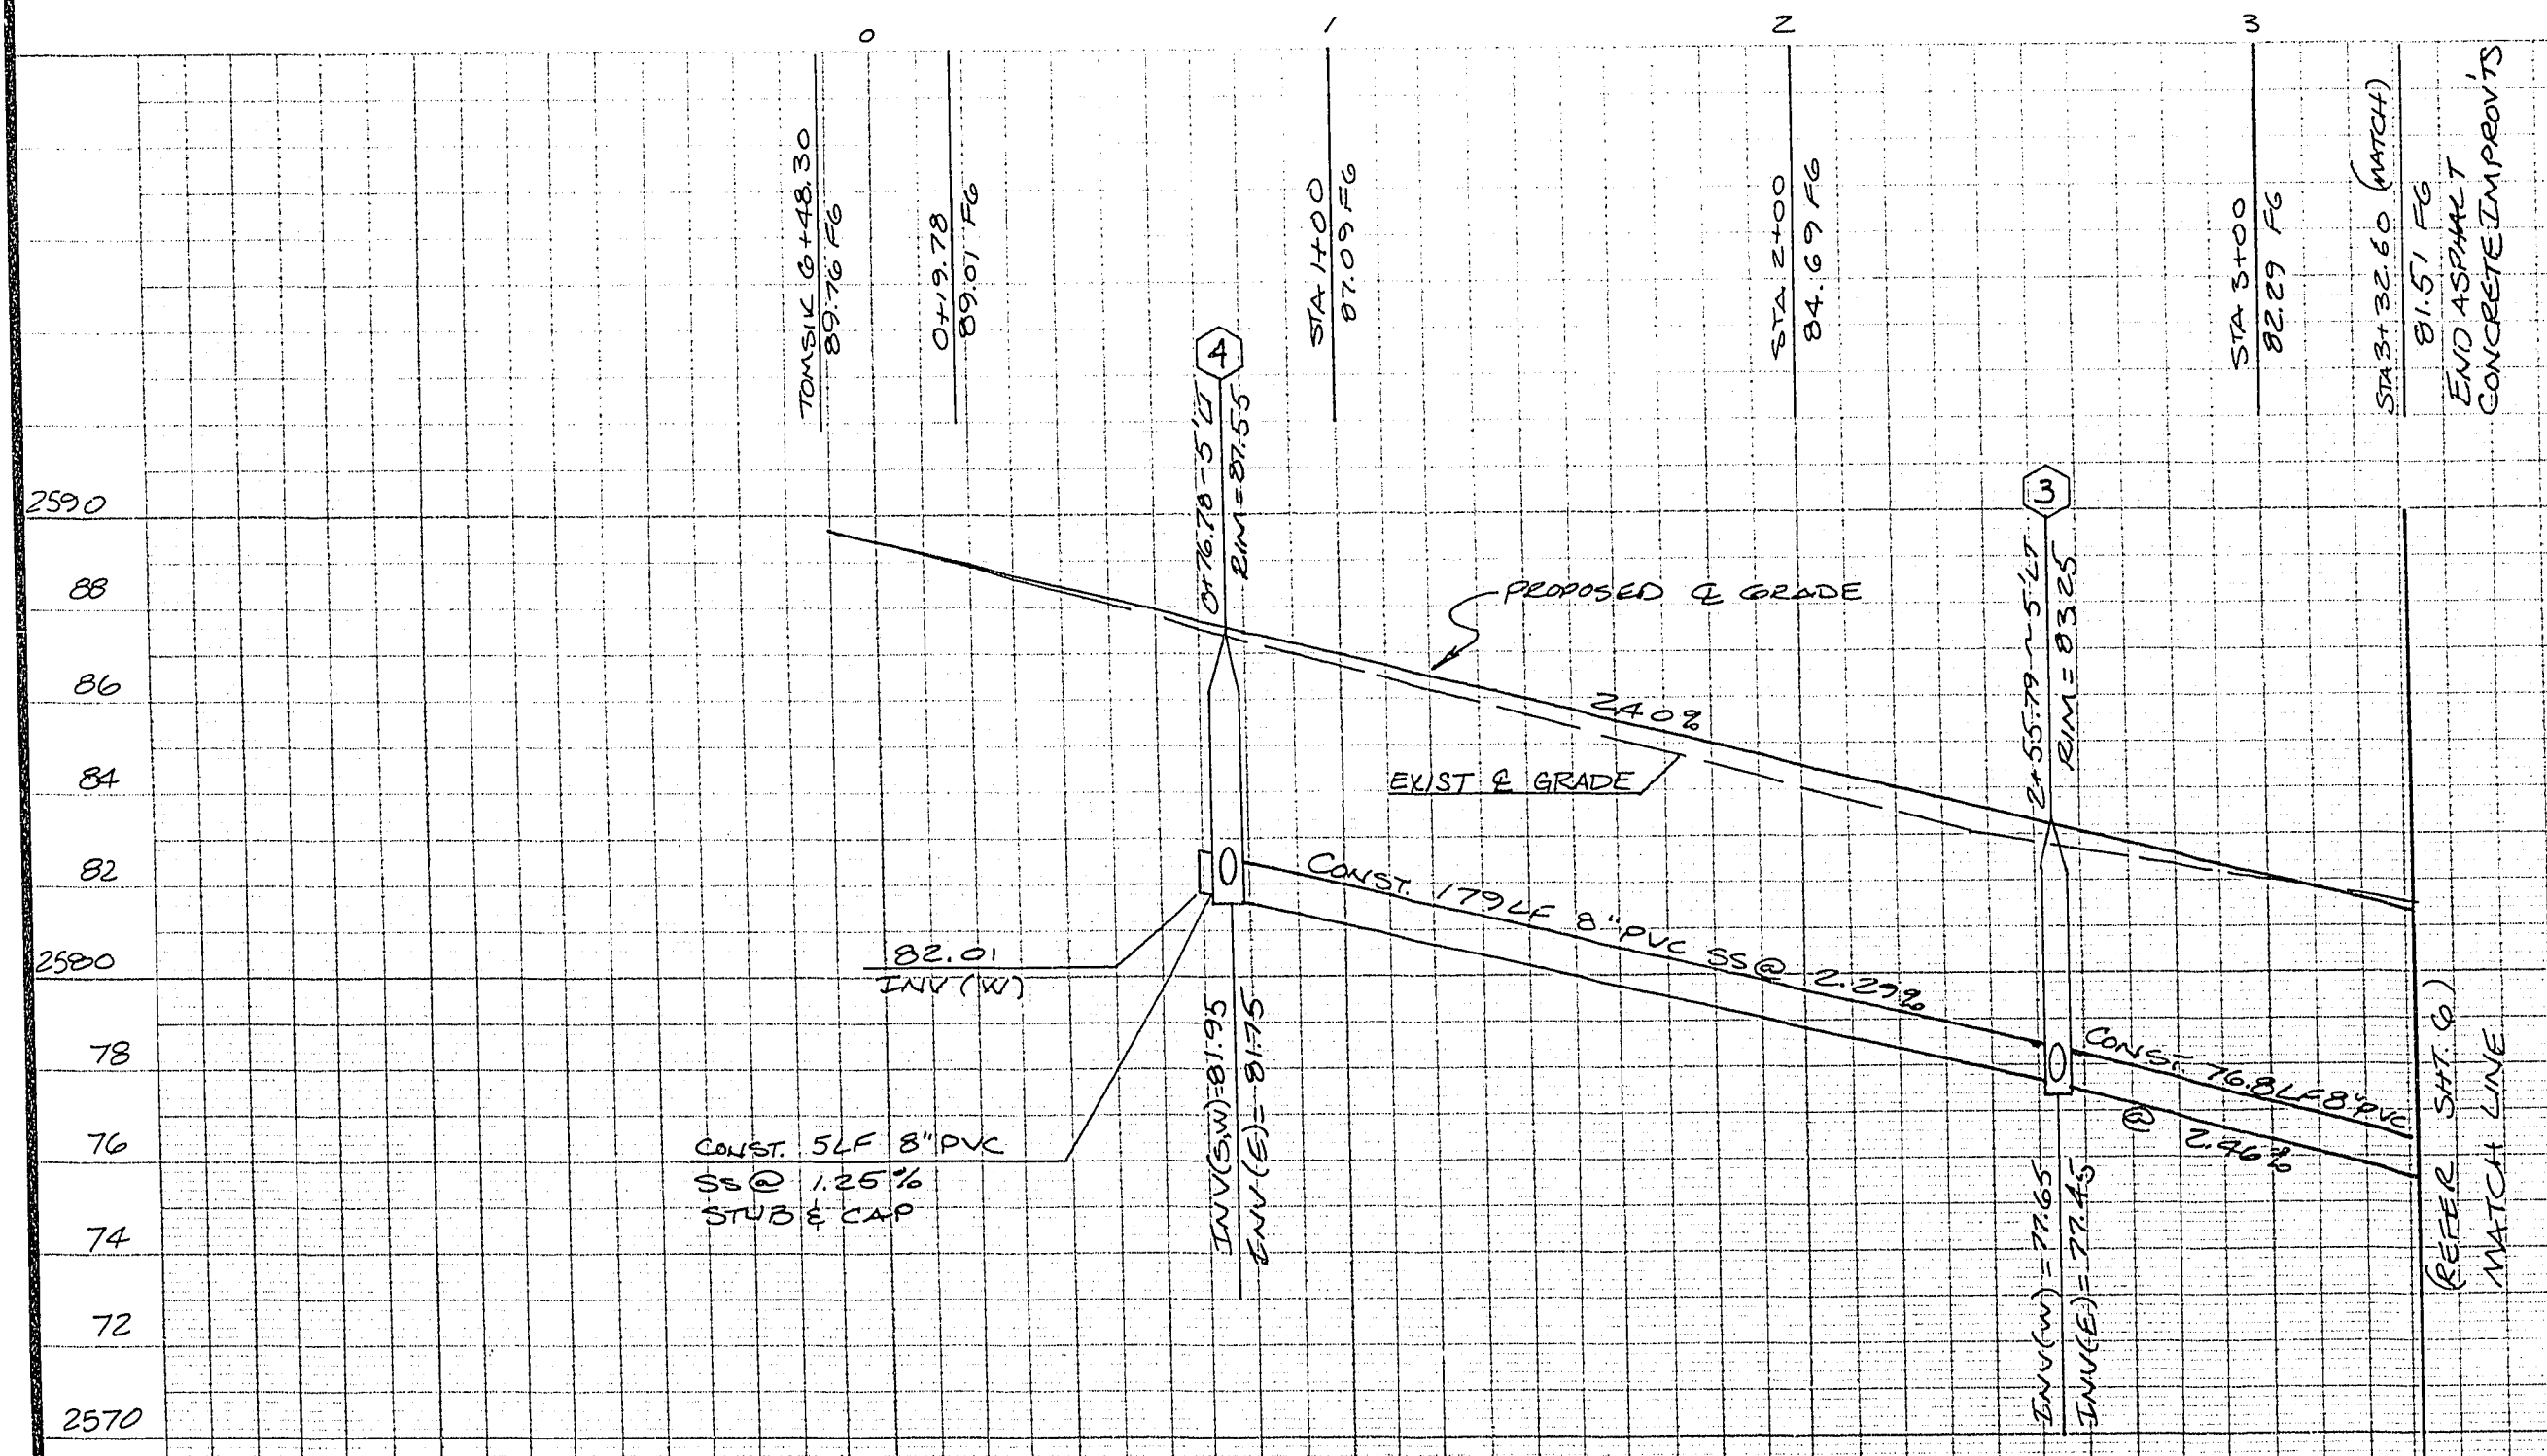 0
1
2
3
TOMSIK 6+48.30
89.76 FG
0+19.78
89.01 FG
STA 1+00
87.09 FG
STA 2+00
84.69 FG
STA 3+00
82.29 FG
STA 3+32.60 (MATCH)
81.51 FG
END ASPHALT
CONCRETE IMPROV'TS
4
0+76.78 - 5' LT
RIM = 87.55
3
2+55.79 ~ 5' LT
RIM = 83.25
2590
88
86
84
82
2580
78
76
74
72
2570
PROPOSED ℄ GRADE
2.40%
EXIST ℄ GRADE
CONST. 179 LF 8" PVC SS @ 2.29%
82.01
INV (W)
CONST. 5 LF 8" PVC
SS @ 1.25%
STUB & CAP
INV(S,W)=81.95
INV (E)= 81.75
CONST. 76.8 LF 8" PVC
@ 2.46%
INV(W) = 77.65
INV(E) = 77.45
(REFER SHT. 6)
MATCH LINE